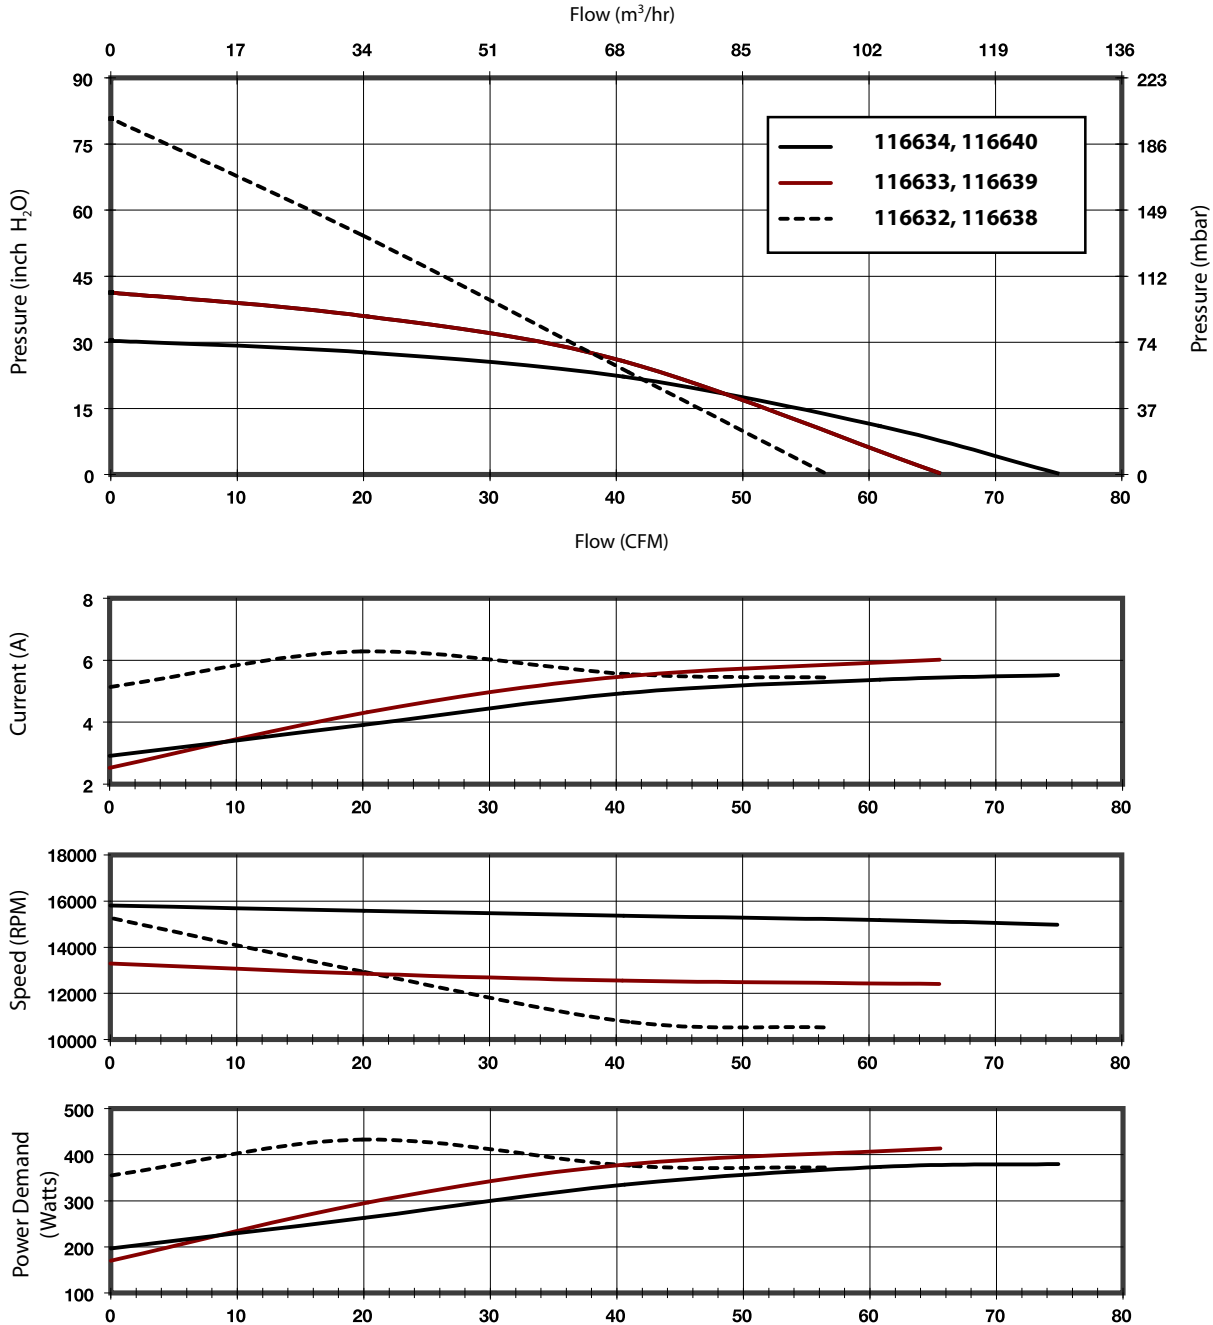 Flow (m³/hr)
0 17 34 51 68 85 102 119 136
90 223
75 186
60 149
45 112
30 74
15 37
0 0
Pressure (inch H₂O)
Pressure (mbar)
116634, 116640
116633, 116639
116632, 116638
0 10 20 30 40 50 60 70 80
Flow (CFM)
Current (A)
8
6
4
2
0 10 20 30 40 50 60 70 80
Speed (RPM)
18000
16000
14000
12000
10000
0 10 20 30 40 50 60 70 80
Power Demand
(Watts)
500
400
300
200
100
0 10 20 30 40 50 60 70 80